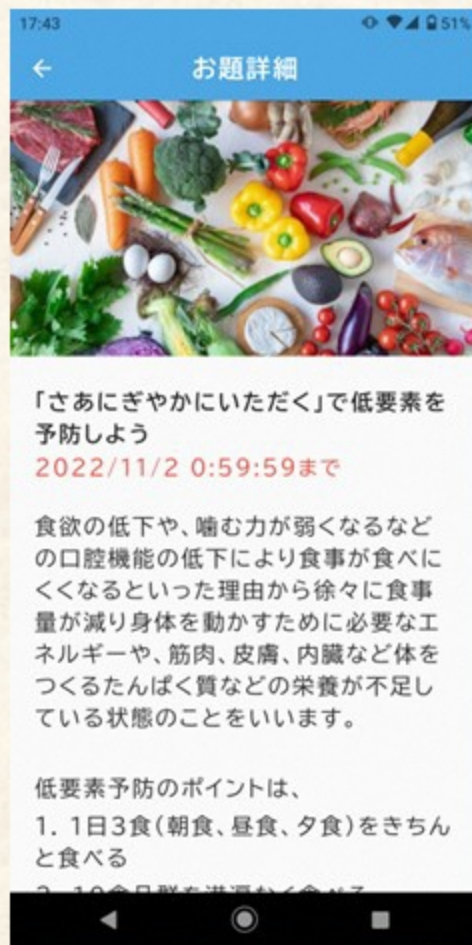 17:43
51%
お題詳細
「さあにぎやかにいただく」で低要素を
予防しよう
2022/11/2 0:59:59まで
食欲の低下や、噛む力が弱くなるなど
の口腔機能の低下により食事が食べに
くくなるといった理由から徐々に食事
量が減り身体を動かすために必要なエ
ネルギーや、筋肉、皮膚、内臓など体を
つくるたんぱく質などの栄養が不足し
ている状態のことをいいます。
低要素予防のポイントは、
1. 1日3食(朝食、昼食、夕食)をきちん
と食べる